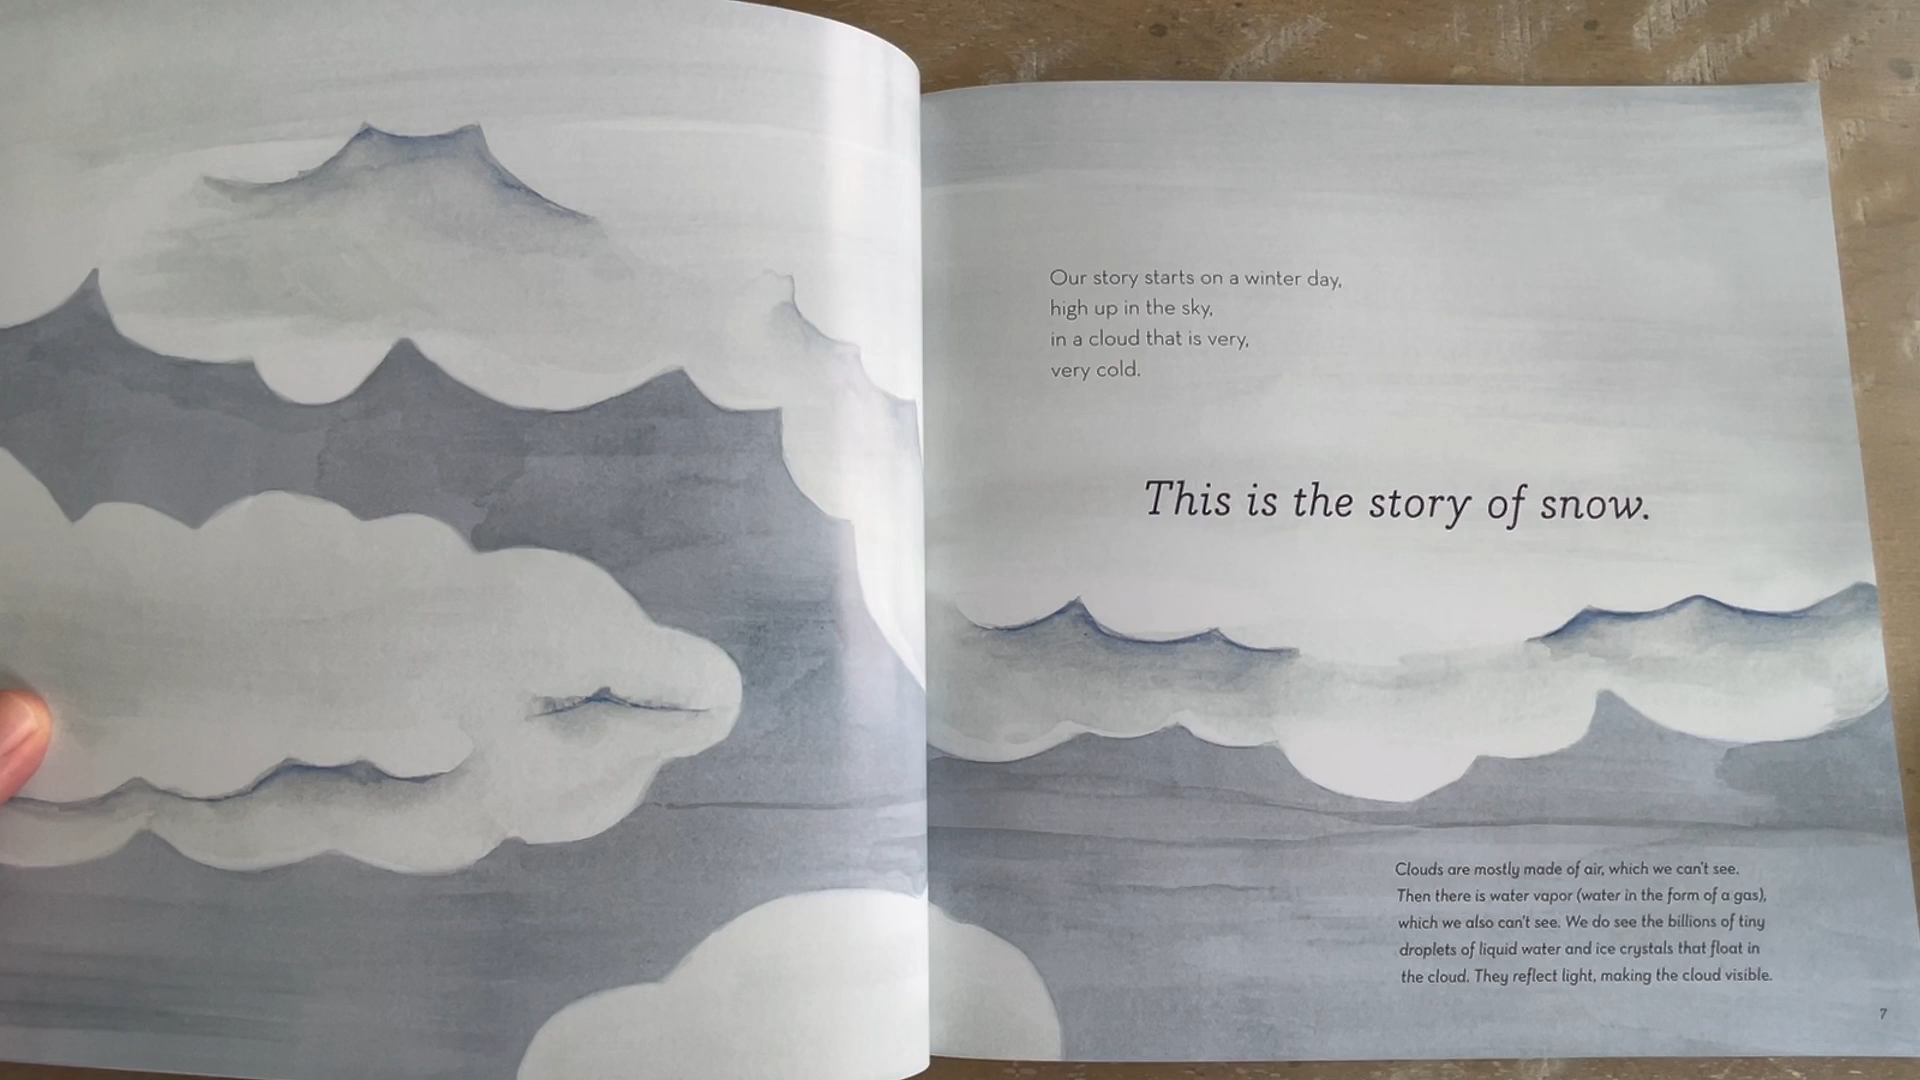 Our story starts on a winter day,
high up in the sky,
in a cloud that is very,
very cold.
This is the story of snow.
Clouds are mostly made of air, which we can't see.
Then there is water vapor (water in the form of a gas),
which we also can't see. We do see the billions of tiny
droplets of liquid water and ice crystals that float in
the cloud. They reflect light, making the cloud visible.
7